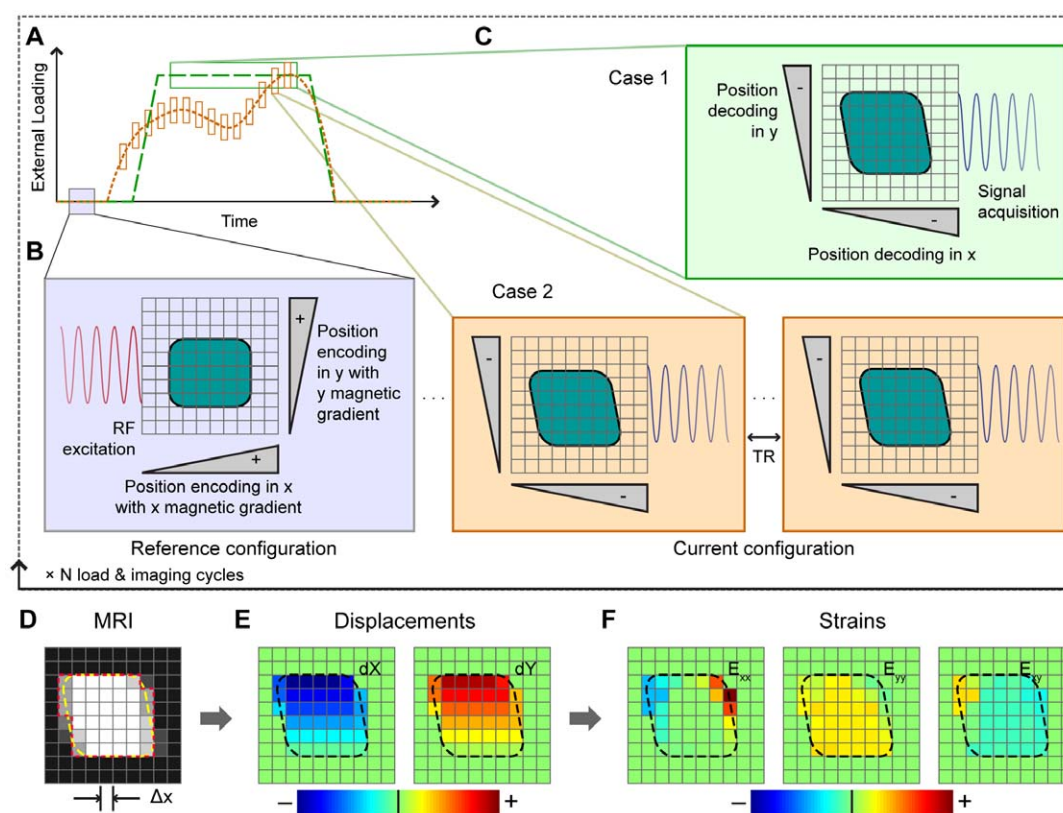 A
External Loading
Time
C
Case 1
Position
decoding
in y
-
Signal
acquisition
-
Position decoding in x
B
+
Position
encoding
in y with
y magnetic
gradient
RF
excitation
+
Position encoding in x
with x magnetic gradient
Reference configuration
Case 2
. . .
-
-
. . .
TR
-
-
Current configuration
× N load & imaging cycles
D MRI
Δx
E Displacements
dX
dY
– +
F Strains
Exx
Eyy
Exy
– +